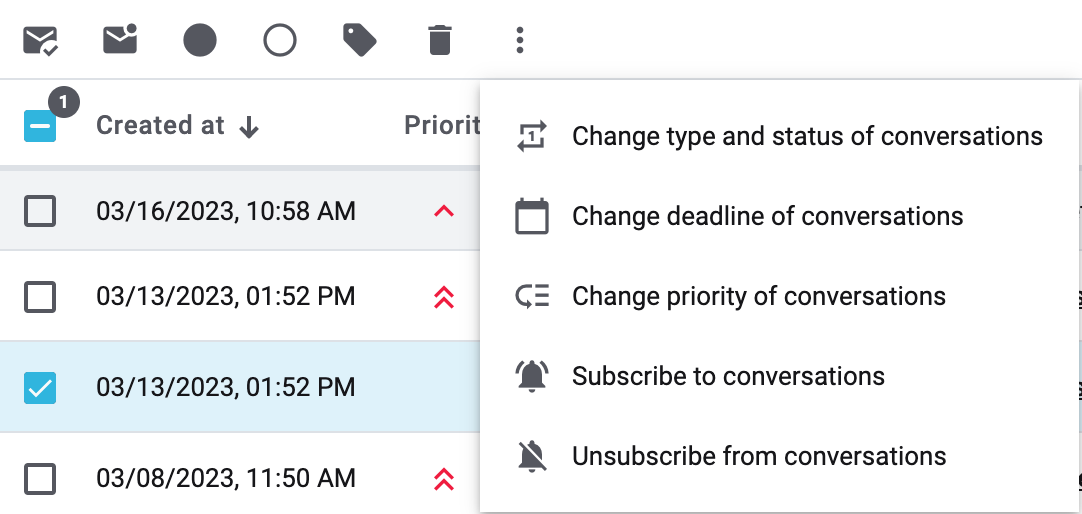 1
Created at
Priorit
03/16/2023, 10:58 AM
03/13/2023, 01:52 PM
03/13/2023, 01:52 PM
03/08/2023, 11:50 AM
1
Change type and status of conversations
Change deadline of conversations
Change priority of conversations
Subscribe to conversations
Unsubscribe from conversations